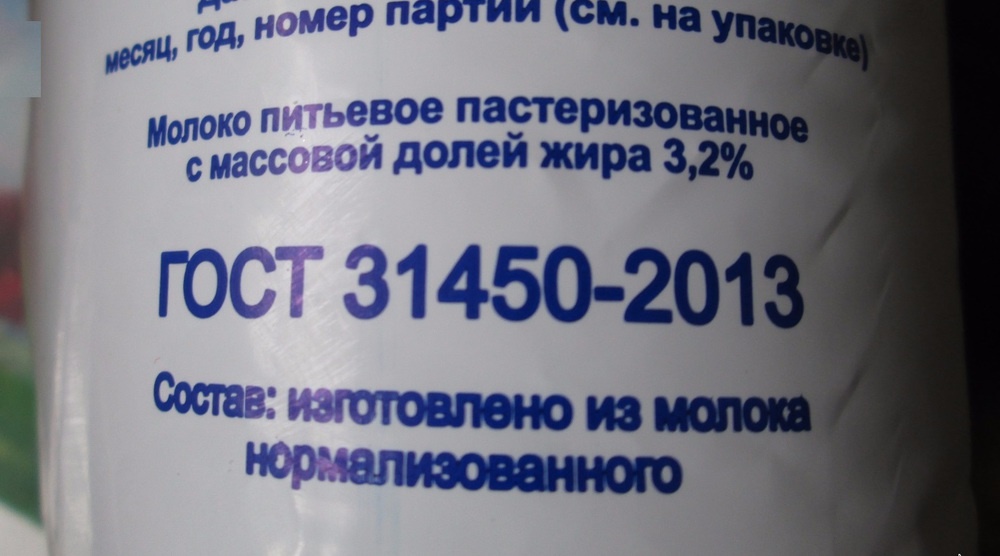 месяц, год, номер партии (см. на упаковке)
Молоко питьевое пастеризованное
с массовой долей жира 3,2%
ГОСТ 31450-2013
Состав: изготовлено из молока
нормализованного